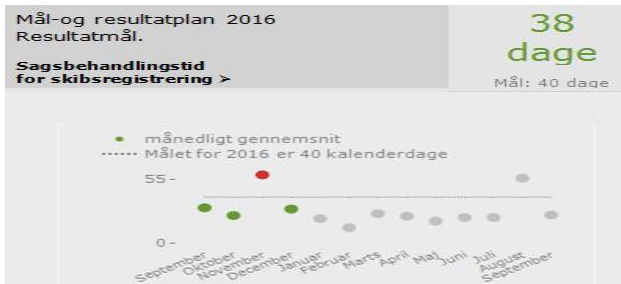 Mål-og resultatplan 2016
Resultatmål.
Sagsbehandlingstid
for skibsregistrering ➢
38
dage
Mål: 40 dage
månedligt gennemsnit
Målet for 2016 er 40 kalenderdage
55
0
September
Oktober
November
December
Januar
Februar
Marts
April
Maj
Juni
Juli
August
September